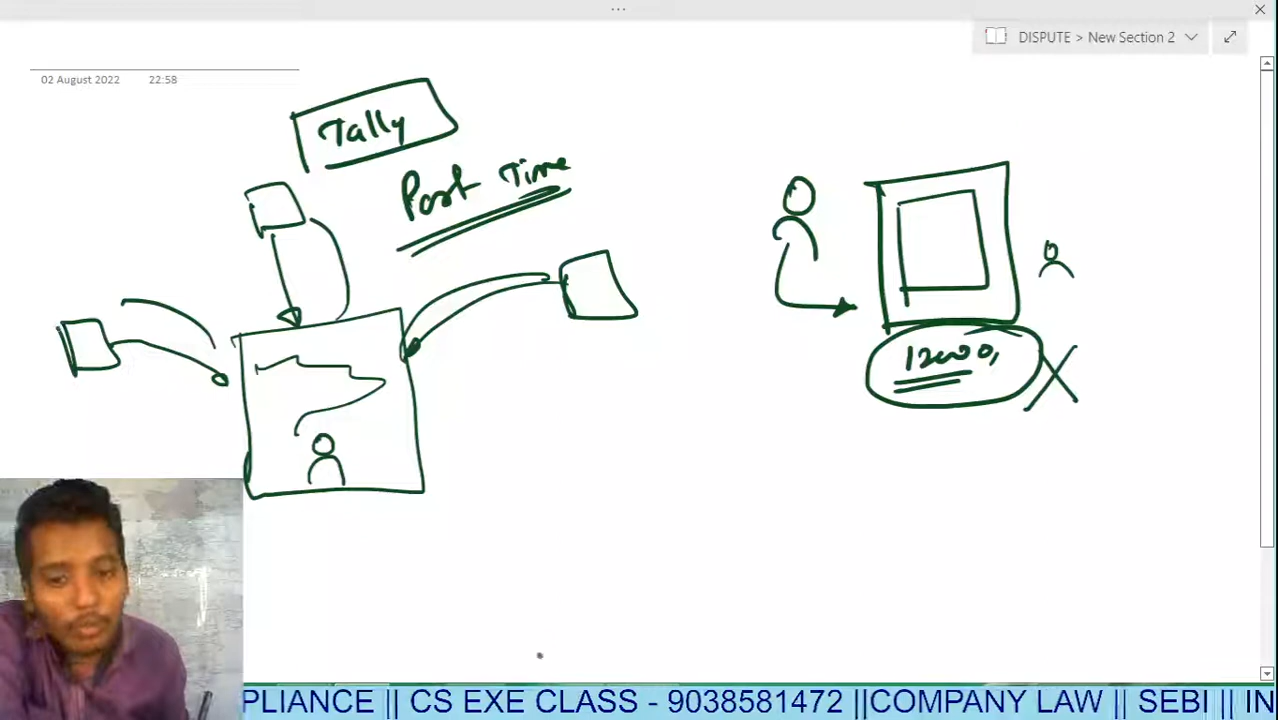 DISPUTE > New Section 2
02 August 2022 22:58
Tally
Part Time
12000,
PLIANCE || CS EXE CLASS - 9038581472 ||COMPANY LAW || SEBI || IN